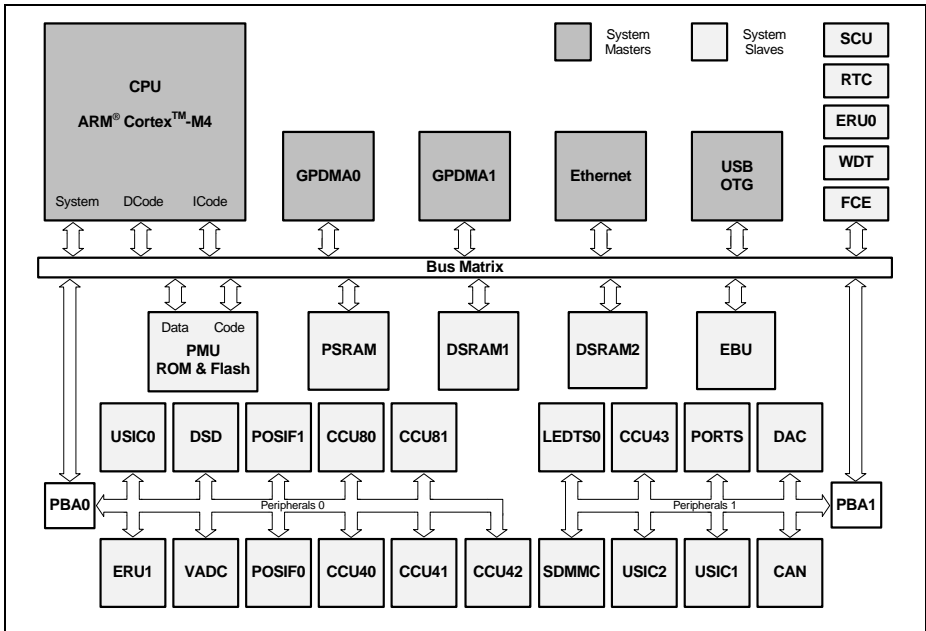 System
Masters
System
Slaves
SCU
RTC
ERU0
WDT
FCE
CPU
ARM® Cortex™-M4
System DCode ICode
GPDMA0
GPDMA1
Ethernet
USB
OTG
Bus Matrix
Data Code
PMU
ROM & Flash
PSRAM
DSRAM1
DSRAM2
EBU
USIC0
DSD
POSIF1
CCU80
CCU81
LEDTS0
CCU43
PORTS
DAC
PBA0
Peripherals 0
Peripherals 1
PBA1
ERU1
VADC
POSIF0
CCU40
CCU41
CCU42
SDMMC
USIC2
USIC1
CAN